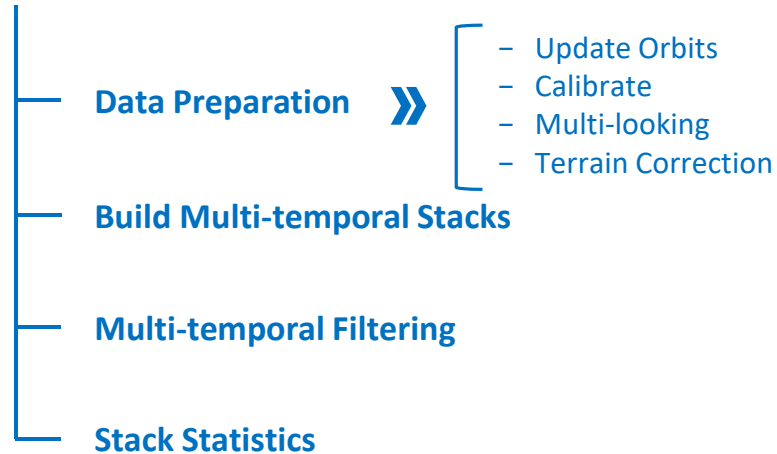 Data Preparation
− Update Orbits
− Calibrate
− Multi-looking
− Terrain Correction
Build Multi-temporal Stacks
Multi-temporal Filtering
Stack Statistics